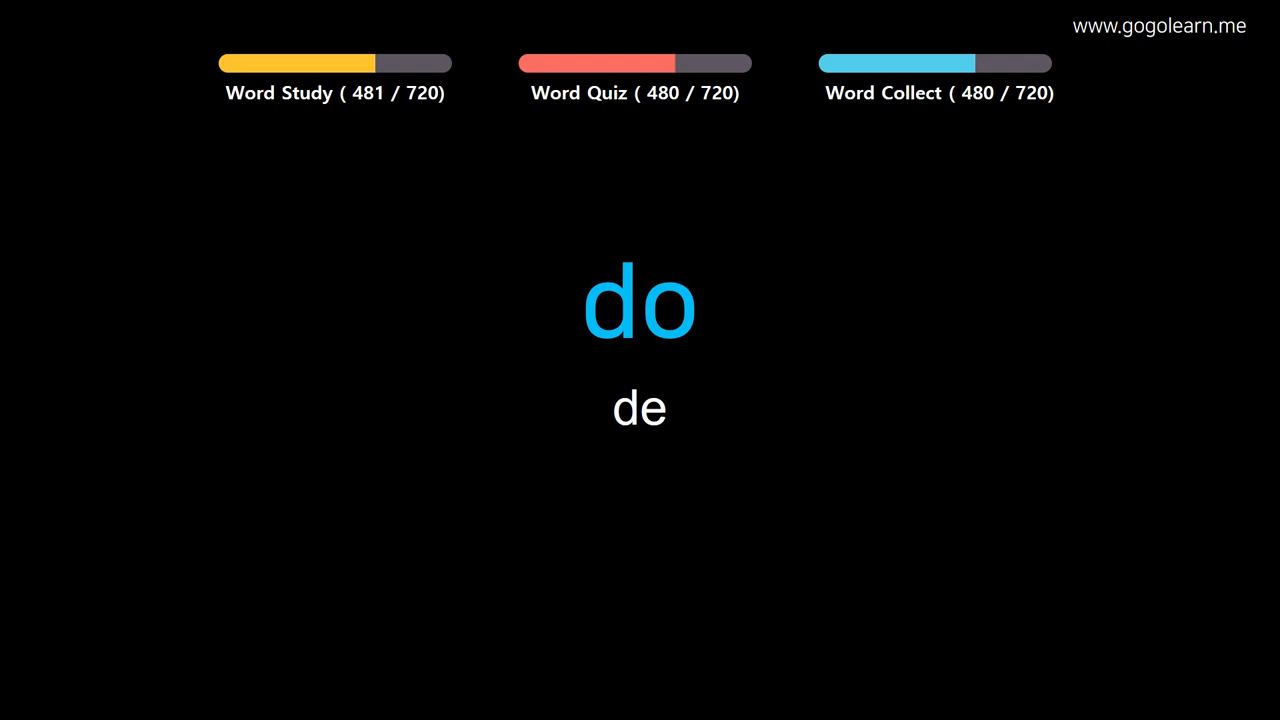 www.gogolearn.me
Word Study ( 481 / 720)
Word Quiz ( 480 / 720)
Word Collect ( 480 / 720)
do
de